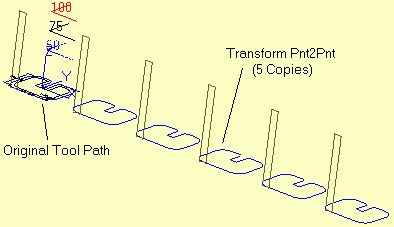 100
75
50
Y
Transform Pnt2Pnt
(5 Copies)
Original Tool Path